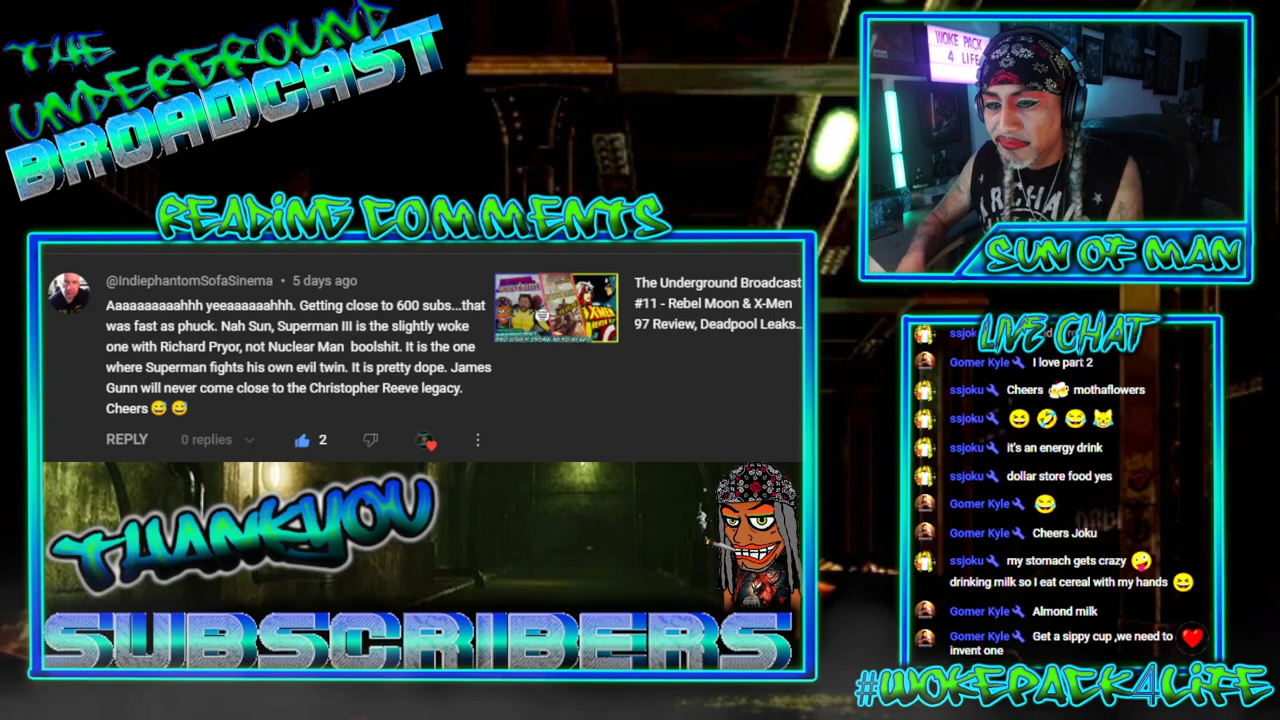 THE
UNDERGROUND
BROADCAST
WOKE PACK
4 LIFE
SUN OF MAN
READING COMMENTS
@IndiephantomSofaSinema • 5 days ago
Aaaaaaaaaahhh yeeaaaaaahhh. Getting close to 600 subs...that
was fast as phuck. Nah Sun, Superman III is the slightly woke
one with Richard Pryor, not Nuclear Man boolshit. It is the one
where Superman fights his own evil twin. It is pretty dope. James
Gunn will never come close to the Christopher Reeve legacy.
Cheers 😅 😅
REPLY 0 replies 2
The Underground Broadcast
#11 - Rebel Moon & X-Men
97 Review, Deadpool Leaks...
THANKYOU
SUBSCRIBERS
LIVE CHAT
ssjoku
Gomer Kyle I love part 2
ssjoku Cheers 🍻 mothaflowers
ssjoku 😆 🤣 😂 😹
ssjoku it's an energy drink
ssjoku dollar store food yes
Gomer Kyle 😂
Gomer Kyle Cheers Joku
ssjoku my stomach gets crazy 🤪
drinking milk so I eat cereal with my hands 😆
Gomer Kyle Almond milk
Gomer Kyle Get a sippy cup ,we need to
invent one
#WOKEPACK4LIFE